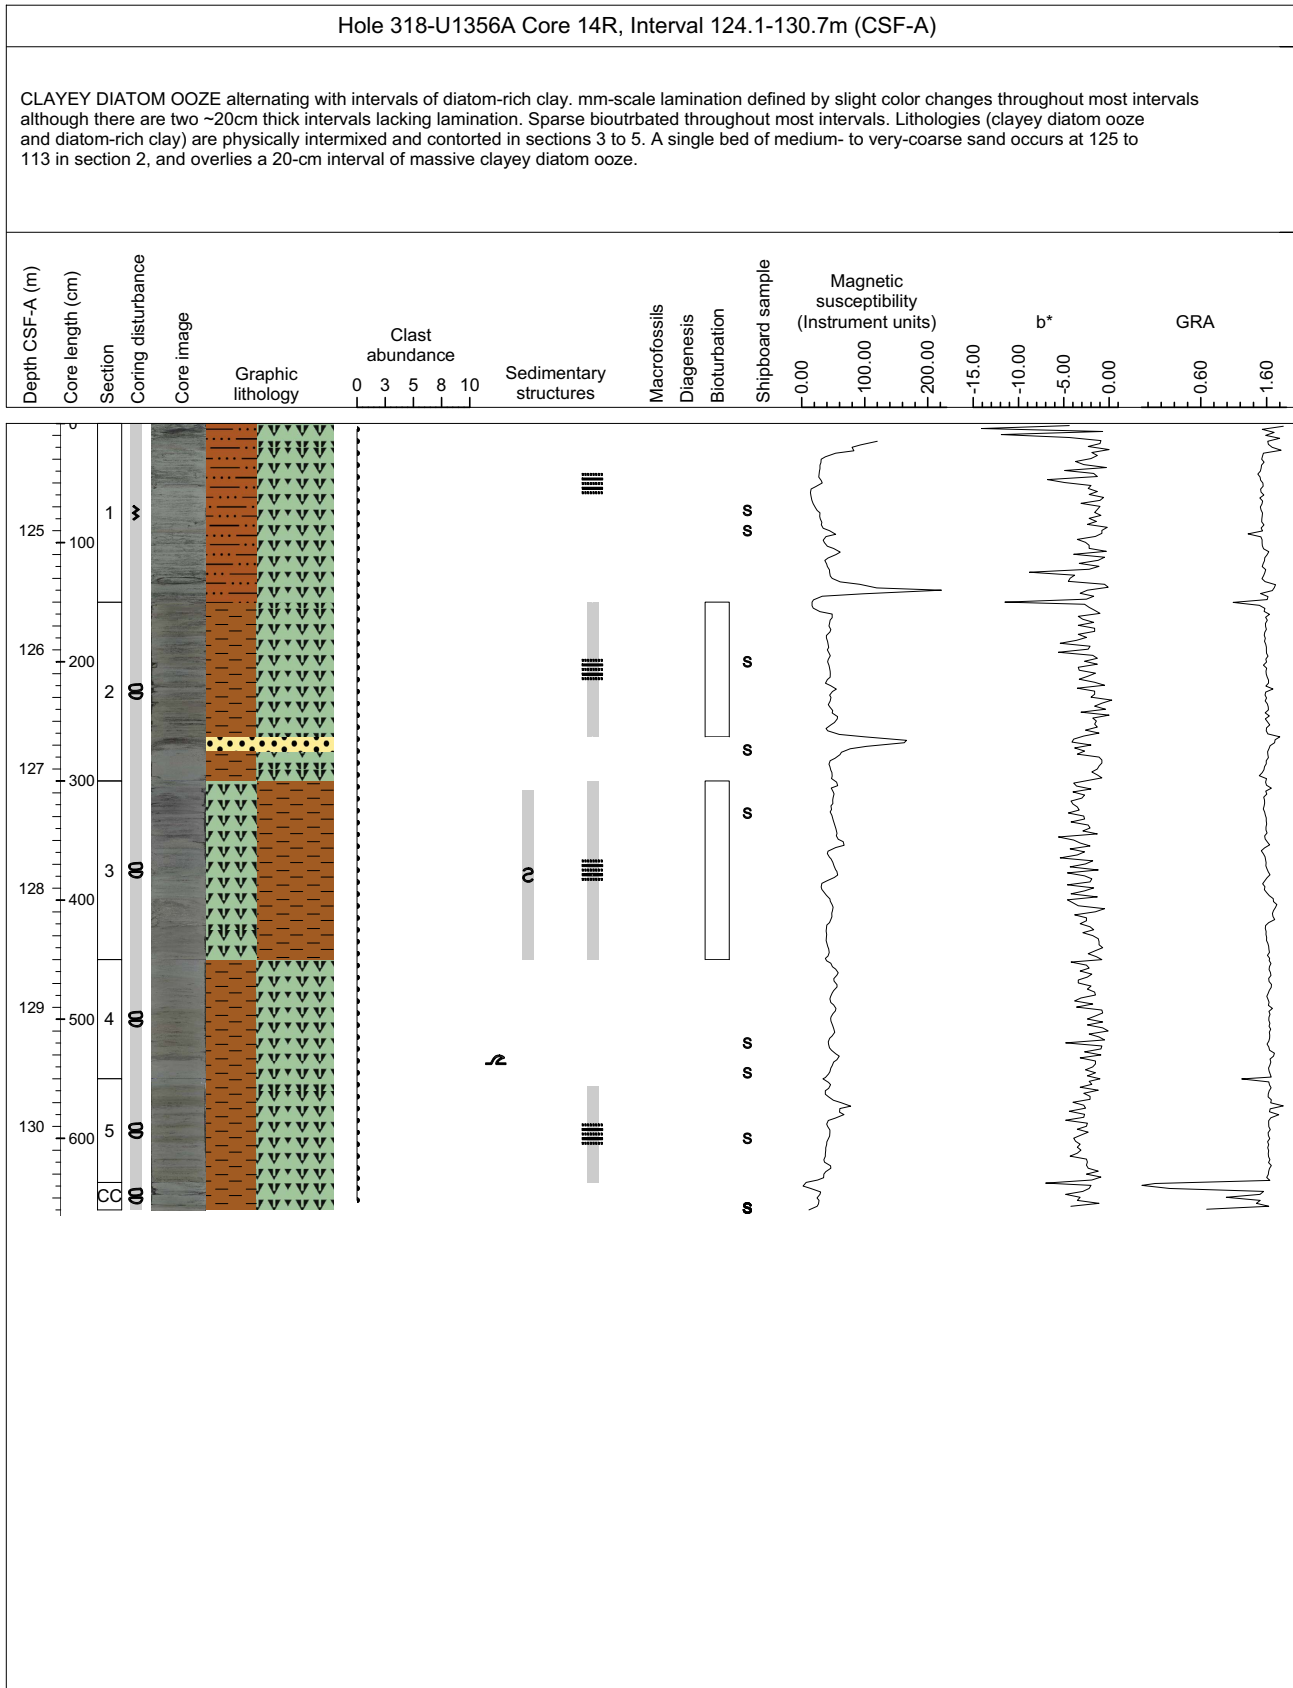 Hole 318-U1356A Core 14R, Interval 124.1-130.7m (CSF-A)
CLAYEY DIATOM OOZE alternating with intervals of diatom-rich clay. mm-scale lamination defined by slight color changes throughout most intervals
although there are two ~20cm thick intervals lacking lamination. Sparse bioutrbated throughout most intervals. Lithologies (clayey diatom ooze
and diatom-rich clay) are physically intermixed and contorted in sections 3 to 5. A single bed of medium- to very-coarse sand occurs at 125 to
113 in section 2, and overlies a 20-cm interval of massive clayey diatom ooze.
Depth CSF-A (m)
Core length (cm)
Section
Coring disturbance
Core image
Graphic
lithology
Clast
abundance
0 3 5 8 10
Sedimentary
structures
Macrofossils
Diagenesis
Bioturbation
Shipboard sample
Magnetic
susceptibility
(Instrument units)
0.00 100.00 200.00
b*
-15.00 -10.00 -5.00 0.00
GRA
0.60 1.60
0
1
S
125
S
100
126
200
S
2
S
127
300
S
3
128
400
129
500
4
S
S
130
600
5
S
CC
S